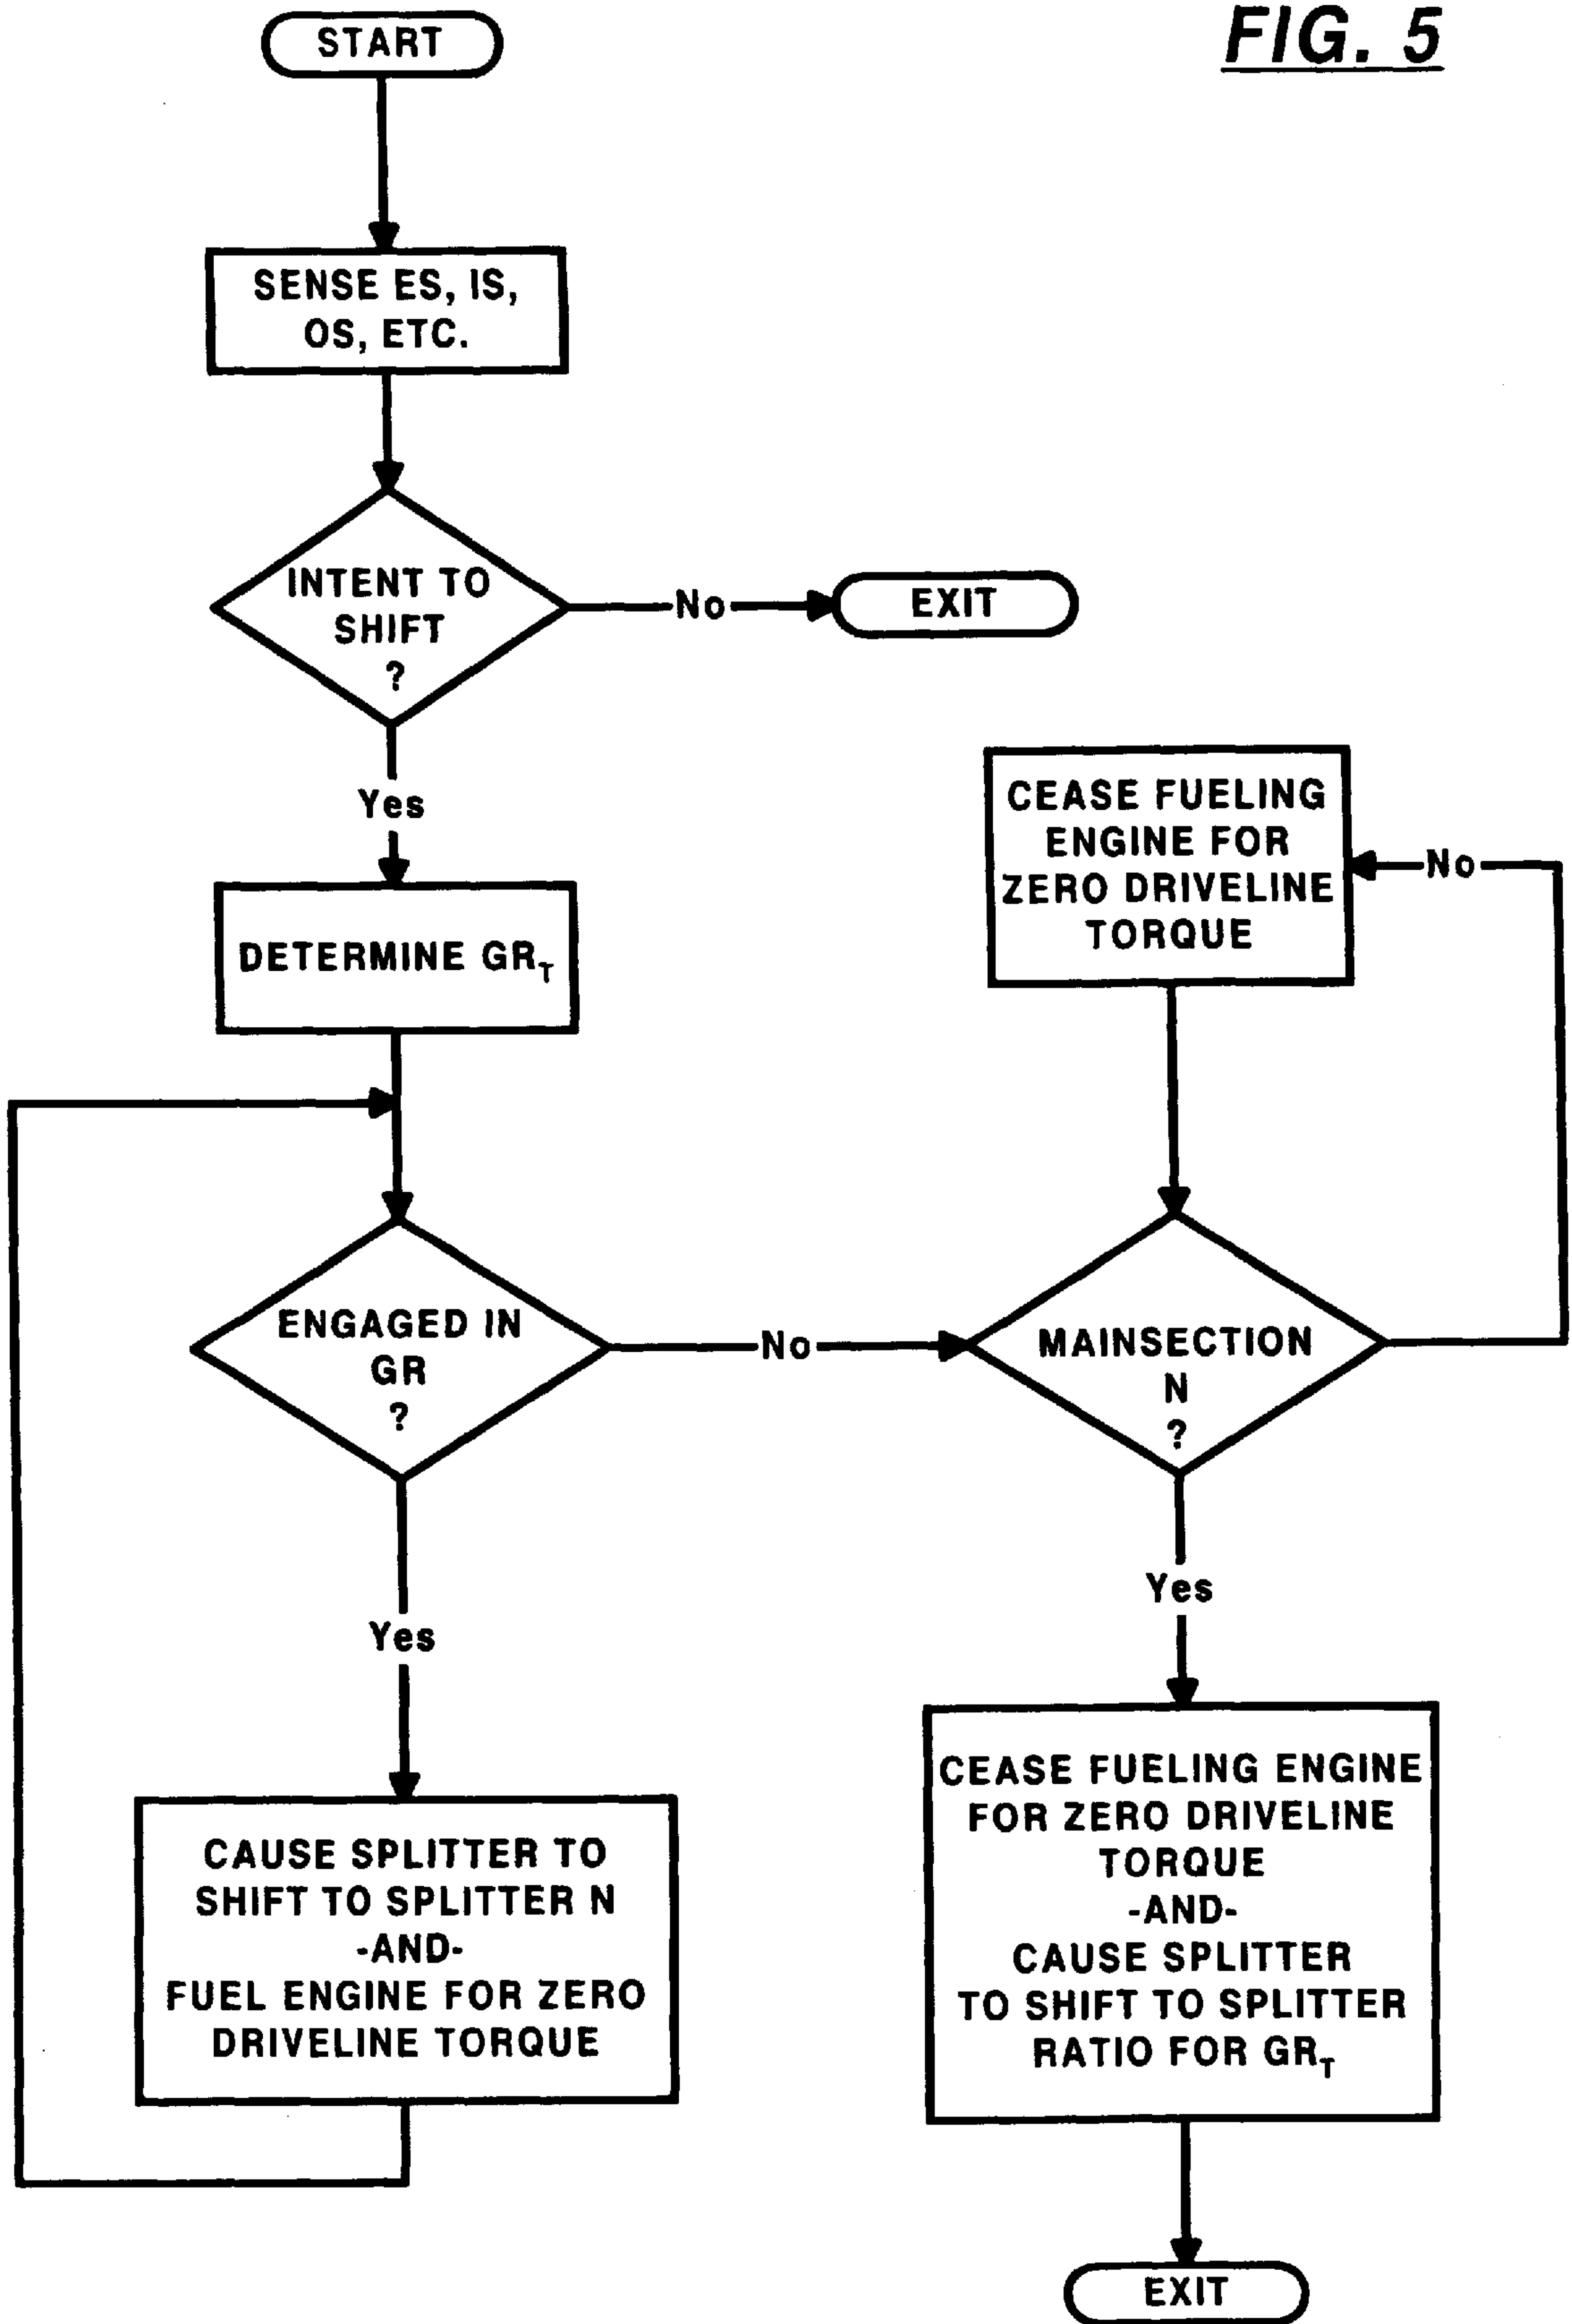 FIG. 5
START
SENSE ES, IS,
OS, ETC.
INTENT TO
SHIFT
?
No
EXIT
Yes
DETERMINE GR_T
ENGAGED IN
GR
?
No
Yes
CAUSE SPLITTER TO
SHIFT TO SPLITTER N
-AND-
FUEL ENGINE FOR ZERO
DRIVELINE TORQUE
CEASE FUELING
ENGINE FOR
ZERO DRIVELINE
TORQUE
No
MAINSECTION
N
?
Yes
CEASE FUELING ENGINE
FOR ZERO DRIVELINE
TORQUE
-AND-
CAUSE SPLITTER
TO SHIFT TO SPLITTER
RATIO FOR GR_T
EXIT